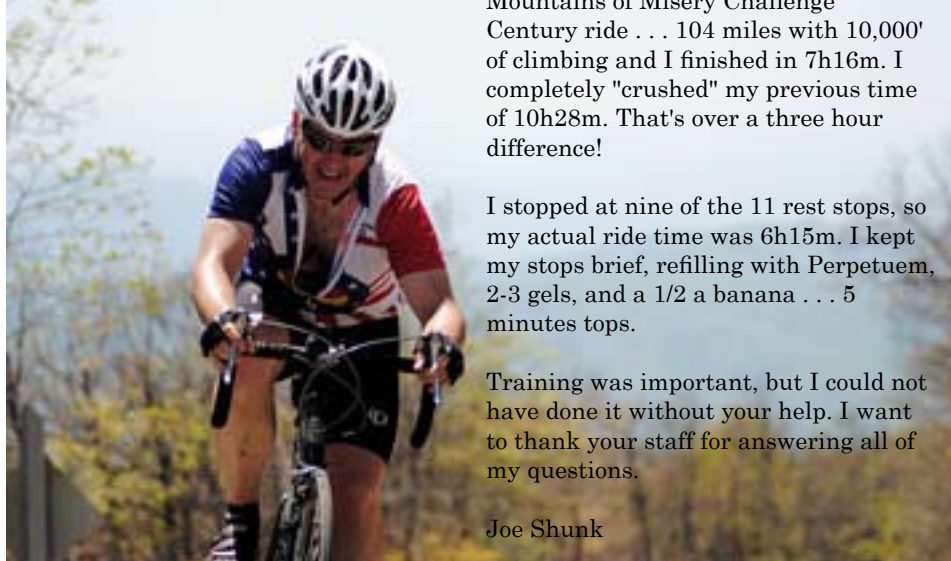 Mountains of Misery Challenge
Century ride . . . 104 miles with 10,000'
of climbing and I finished in 7h16m. I
completely "crushed" my previous time
of 10h28m. That's over a three hour
difference!
I stopped at nine of the 11 rest stops, so
my actual ride time was 6h15m. I kept
my stops brief, refilling with Perpetuem,
2-3 gels, and a 1/2 a banana . . . 5
minutes tops.
Training was important, but I could not
have done it without your help. I want
to thank your staff for answering all of
my questions.
Joe Shunk